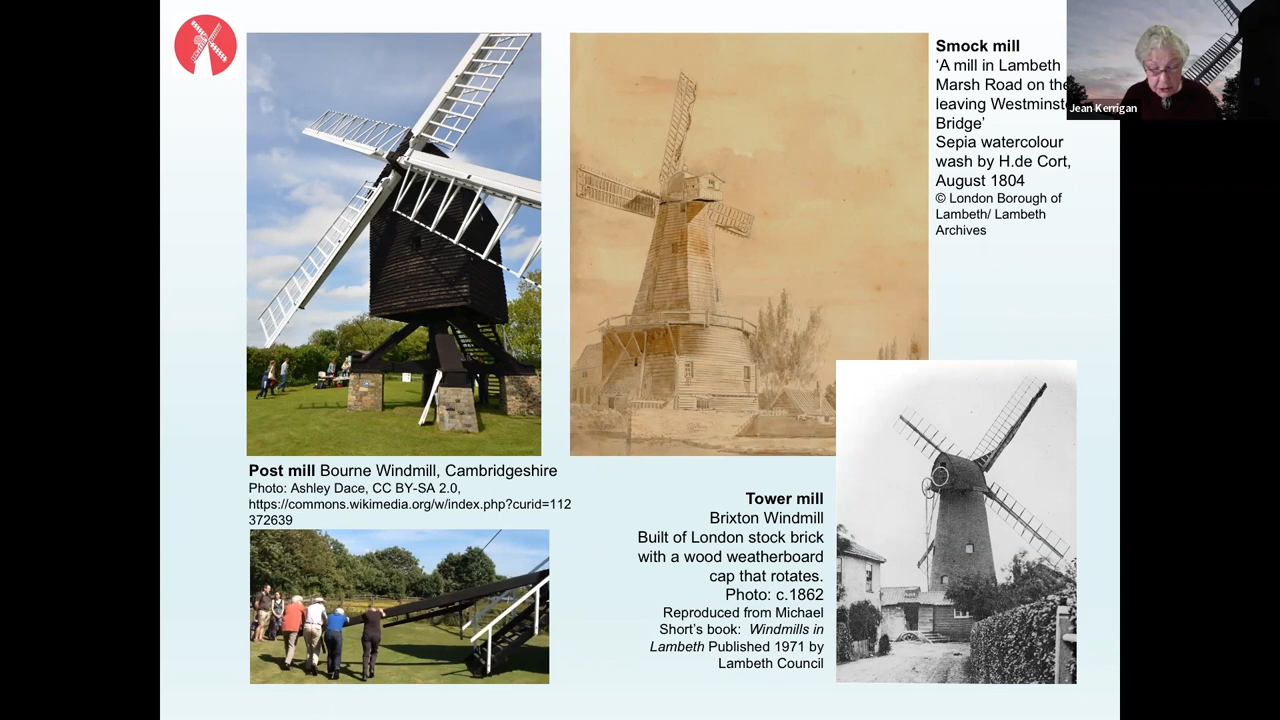 Smock mill
‘A mill in Lambeth
Marsh Road on the
leaving Westminst
Bridge’
Sepia watercolour
wash by H.de Cort,
August 1804
© London Borough of
Lambeth/ Lambeth
Archives
Jean Kerrigan
Post mill Bourne Windmill, Cambridgeshire
Photo: Ashley Dace, CC BY-SA 2.0,
https://commons.wikimedia.org/w/index.php?curid=112
372639
Tower mill
Brixton Windmill
Built of London stock brick
with a wood weatherboard
cap that rotates.
Photo: c.1862
Reproduced from Michael
Short’s book: Windmills in
Lambeth Published 1971 by
Lambeth Council